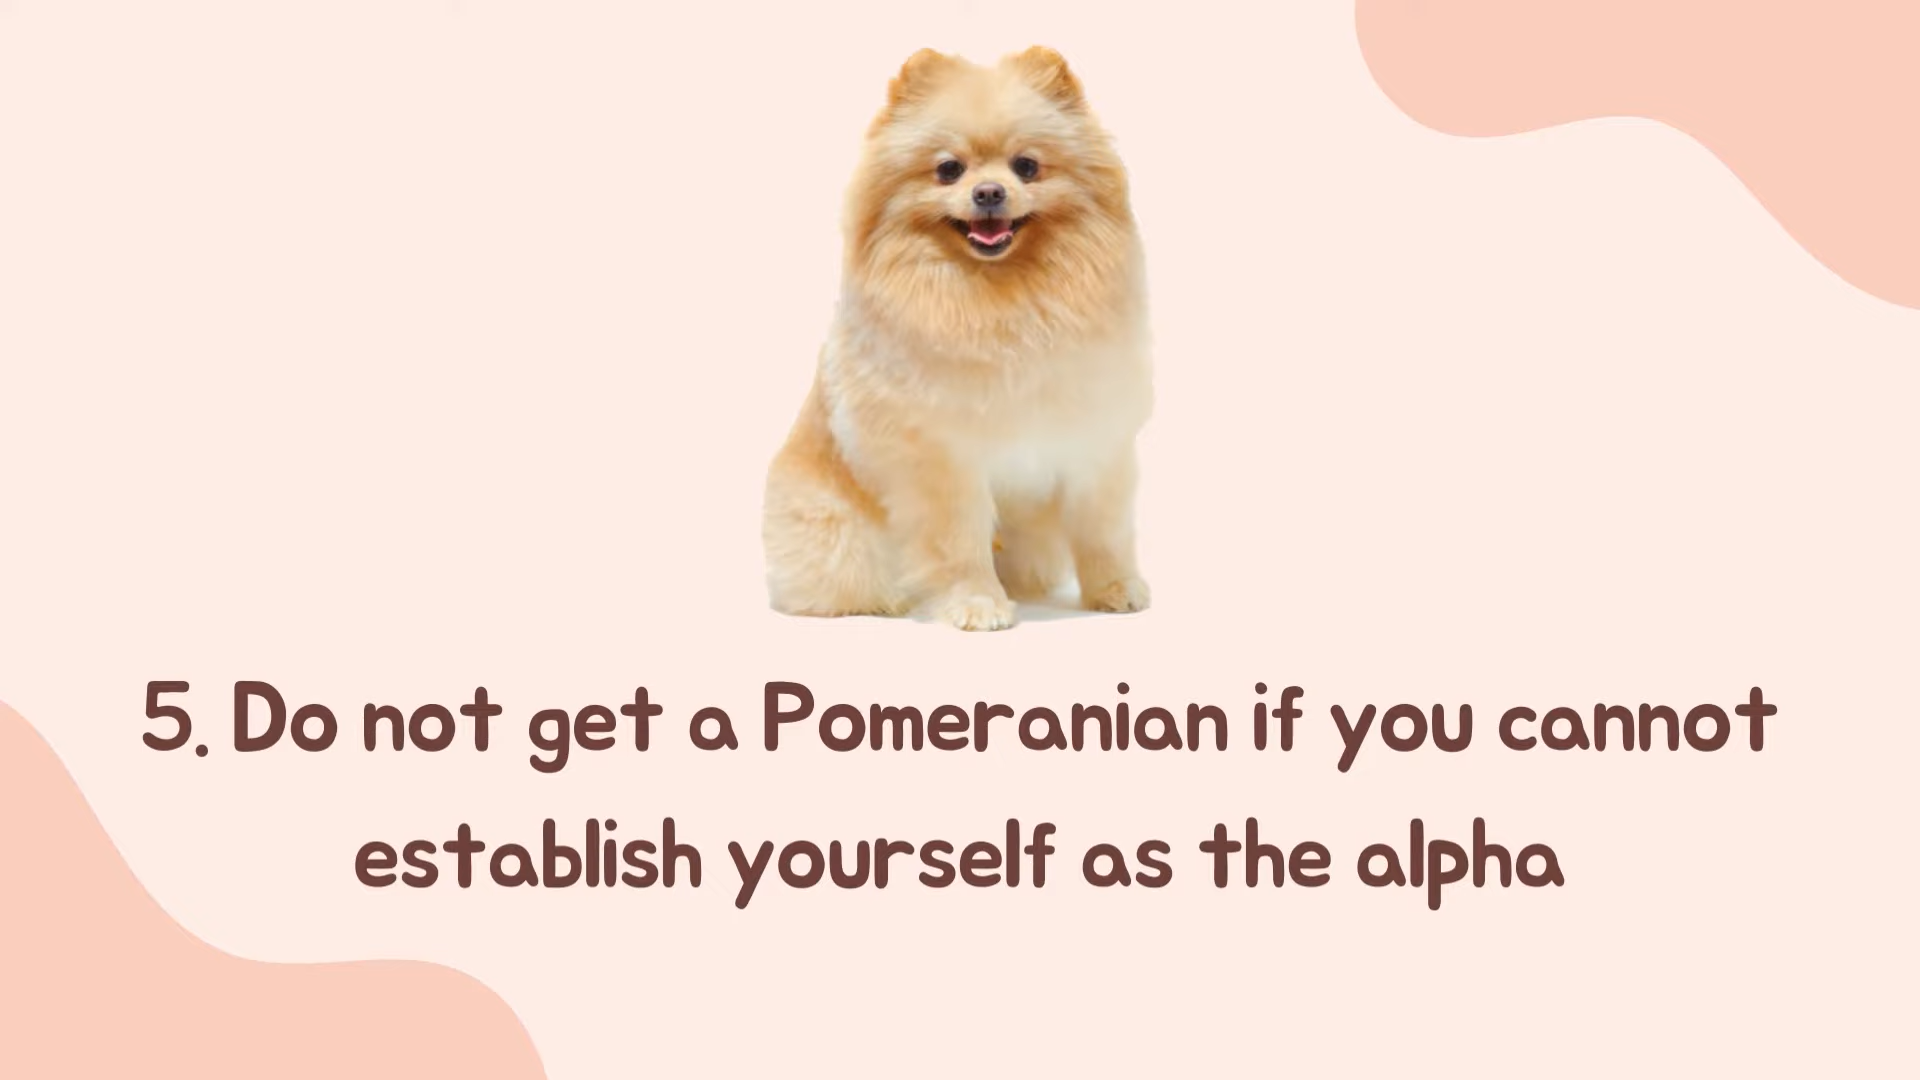 5. Do not get a Pomeranian if you cannot
establish yourself as the alpha